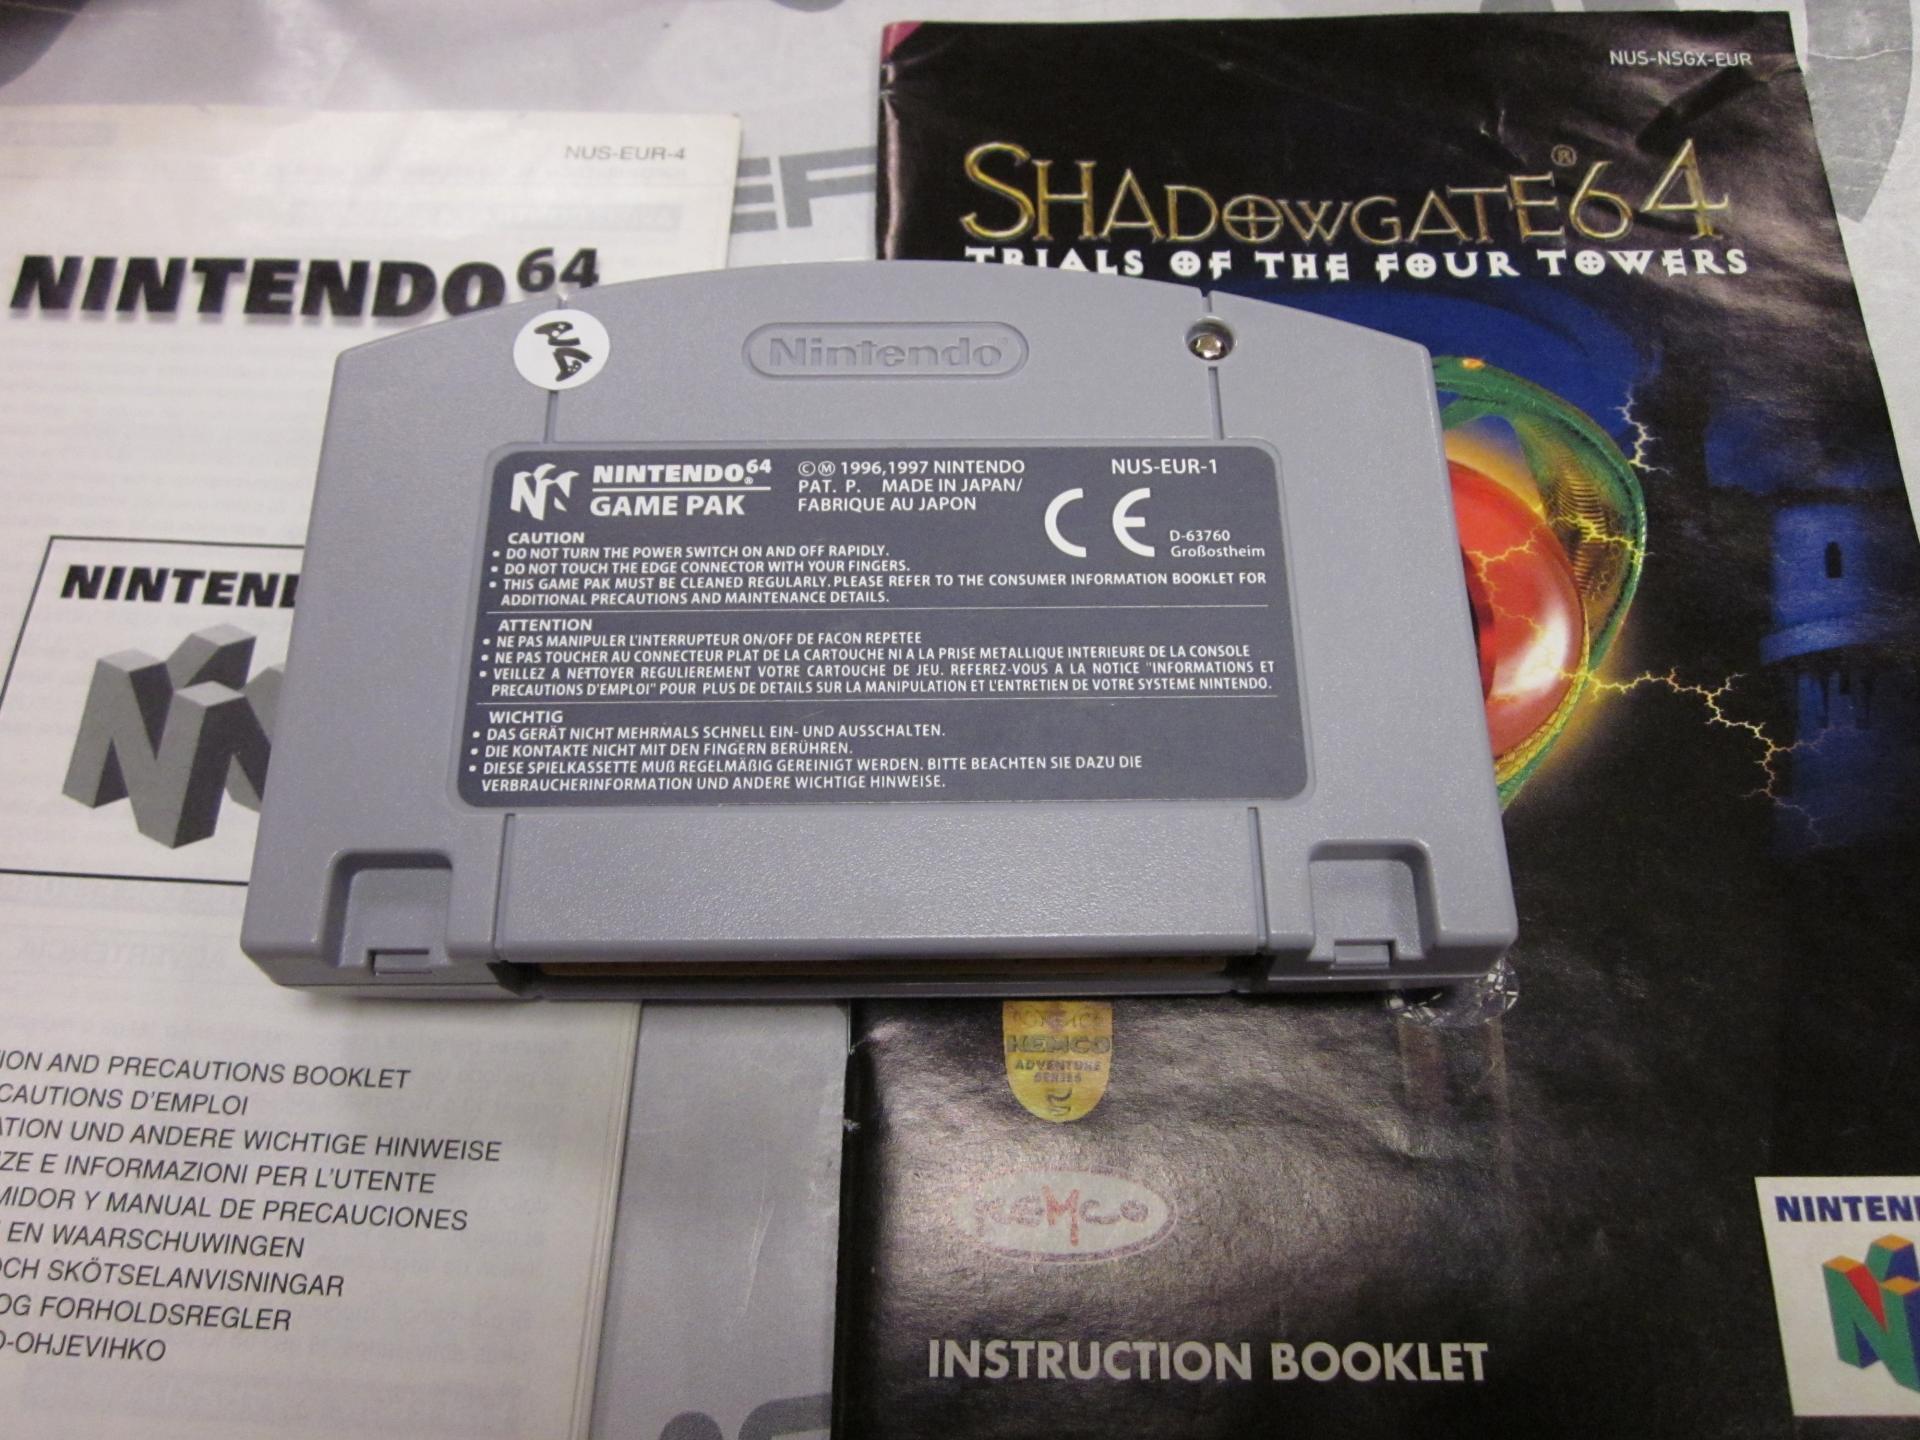 NUS-EUR-4
NINTENDO 64
NINTEN
ION AND PRECAUTIONS BOOKLET
CAUTIONS D'EMPLOI
ATION UND ANDERE WICHTIGE HINWEISE
ZE E INFORMAZIONI PER L'UTENTE
MIDOR Y MANUAL DE PRECAUCIONES
EN WAARSCHUWINGEN
OCH SKÖTSELANVISNINGAR
OG FORHOLDSREGLER
O-OHJEVIHKO
NUS-NSGX-EUR
SHADOWGATE®64
TRIALS OF THE FOUR TOWERS
Nintendo
NINTENDO 64®
GAME PAK
©Ⓜ 1996,1997 NINTENDO
PAT. P. MADE IN JAPAN/
FABRIQUE AU JAPON
NUS-EUR-1
CE
D-63760
Großostheim
CAUTION
• DO NOT TURN THE POWER SWITCH ON AND OFF RAPIDLY.
• DO NOT TOUCH THE EDGE CONNECTOR WITH YOUR FINGERS.
• THIS GAME PAK MUST BE CLEANED REGULARLY. PLEASE REFER TO THE CONSUMER INFORMATION BOOKLET FOR
ADDITIONAL PRECAUTIONS AND MAINTENANCE DETAILS.
ATTENTION
• NE PAS MANIPULER L'INTERRUPTEUR ON/OFF DE FACON REPETEE
• NE PAS TOUCHER AU CONNECTEUR PLAT DE LA CARTOUCHE NI A LA PRISE METALLIQUE INTERIEURE DE LA CONSOLE
• VEILLEZ A NETTOYER REGULIEREMENT VOTRE CARTOUCHE DE JEU. REFEREZ-VOUS A LA NOTICE "INFORMATIONS ET
PRECAUTIONS D'EMPLOI" POUR PLUS DE DETAILS SUR LA MANIPULATION ET L'ENTRETIEN DE VOTRE SYSTEME NINTENDO.
WICHTIG
• DAS GERÄT NICHT MEHRMALS SCHNELL EIN- UND AUSSCHALTEN.
• DIE KONTAKTE NICHT MIT DEN FINGERN BERÜHREN.
• DIESE SPIELKASSETTE MUß REGELMÄßIG GEREINIGT WERDEN. BITTE BEACHTEN SIE DAZU DIE
VERBRAUCHERINFORMATION UND ANDERE WICHTIGE HINWEISE.
KEMCO
ADVENTURE
SERIES
KEMCO
INSTRUCTION BOOKLET
NINTEN